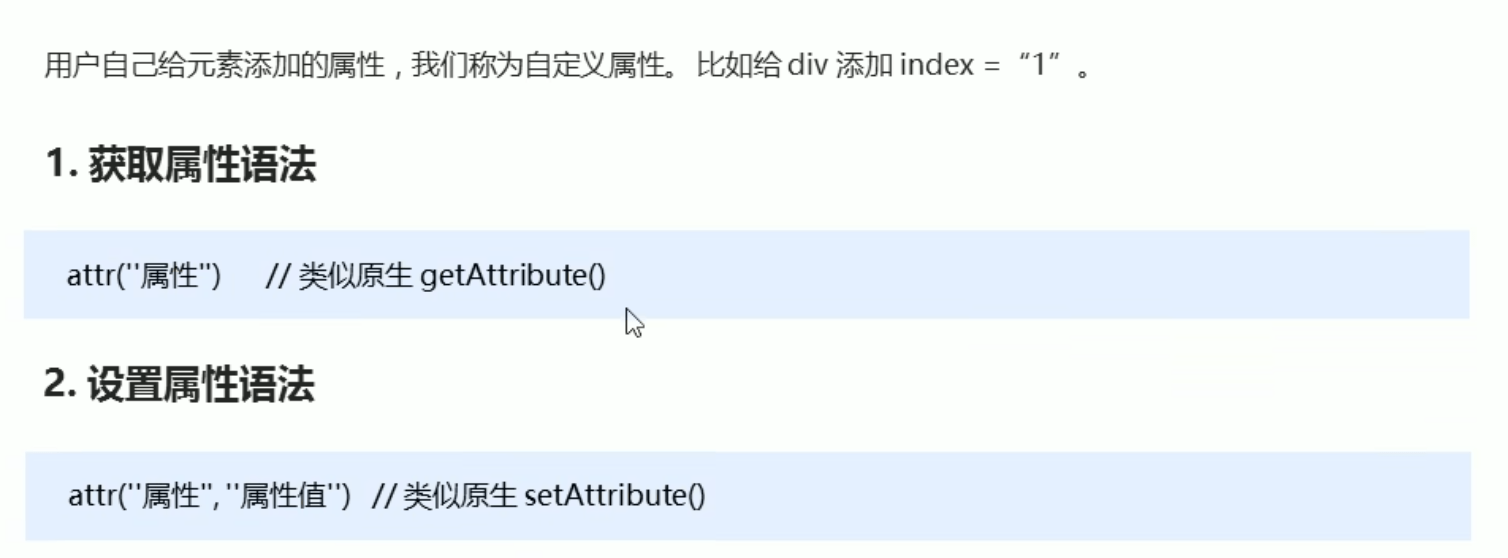 用户自己给元素添加的属性，我们称为自定义属性。 比如给 div 添加 index = “1” 。
1. 获取属性语法
attr(''属性'') // 类似原生 getAttribute()
2. 设置属性语法
attr(''属性'', ''属性值'') // 类似原生 setAttribute()